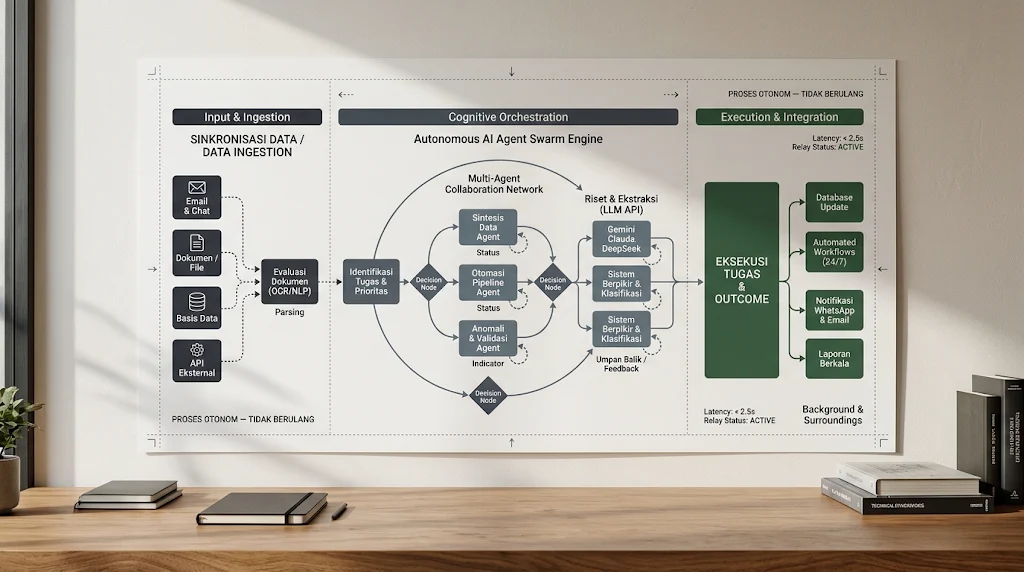 PROSES OTONOM — TIDAK BERULANG
Input & Ingestion
Cognitive Orchestration
Execution & Integration
SINKRONISASI DATA /
DATA INGESTION
Autonomous AI Agent Swarm Engine
Latency: < 2.5s
Relay Status: ACTIVE
Email
& Chat
Dokumen /
File
Basis Data
API
Eksternal
Evaluasi
Dokumen
(OCR/NLP)
Parsing
Identifikasi
Tugas &
Prioritas
Multi-Agent
Collaboration Network
Decision
Node
Sintesis
Data
Agent
Status
Otomasi
Pipeline
Agent
Status
Anomali
& Validasi
Agent
Indicator
Decision
Node
Deeision
Node
Riset & Ekstraksi
(LLM API)
Gemini
Clauda,
DeepSeek
Sistem
Berpikir &
Klasifikasi
Sistem
Berpikir &
Klasifikasi
Umpan Balik /
Feedback
EKSEKUSI
TUGAS
&
OUTCOME
Database
Update
Automated
Workflows
(24/7)
Notifikasi
WhatsApp
& Email
Laporan
Berkala
PROSES OTONOM — TIDAK BERULANG
Latency: < 2.5s
Relay Status: ACTIVE
Background &
Surroundings